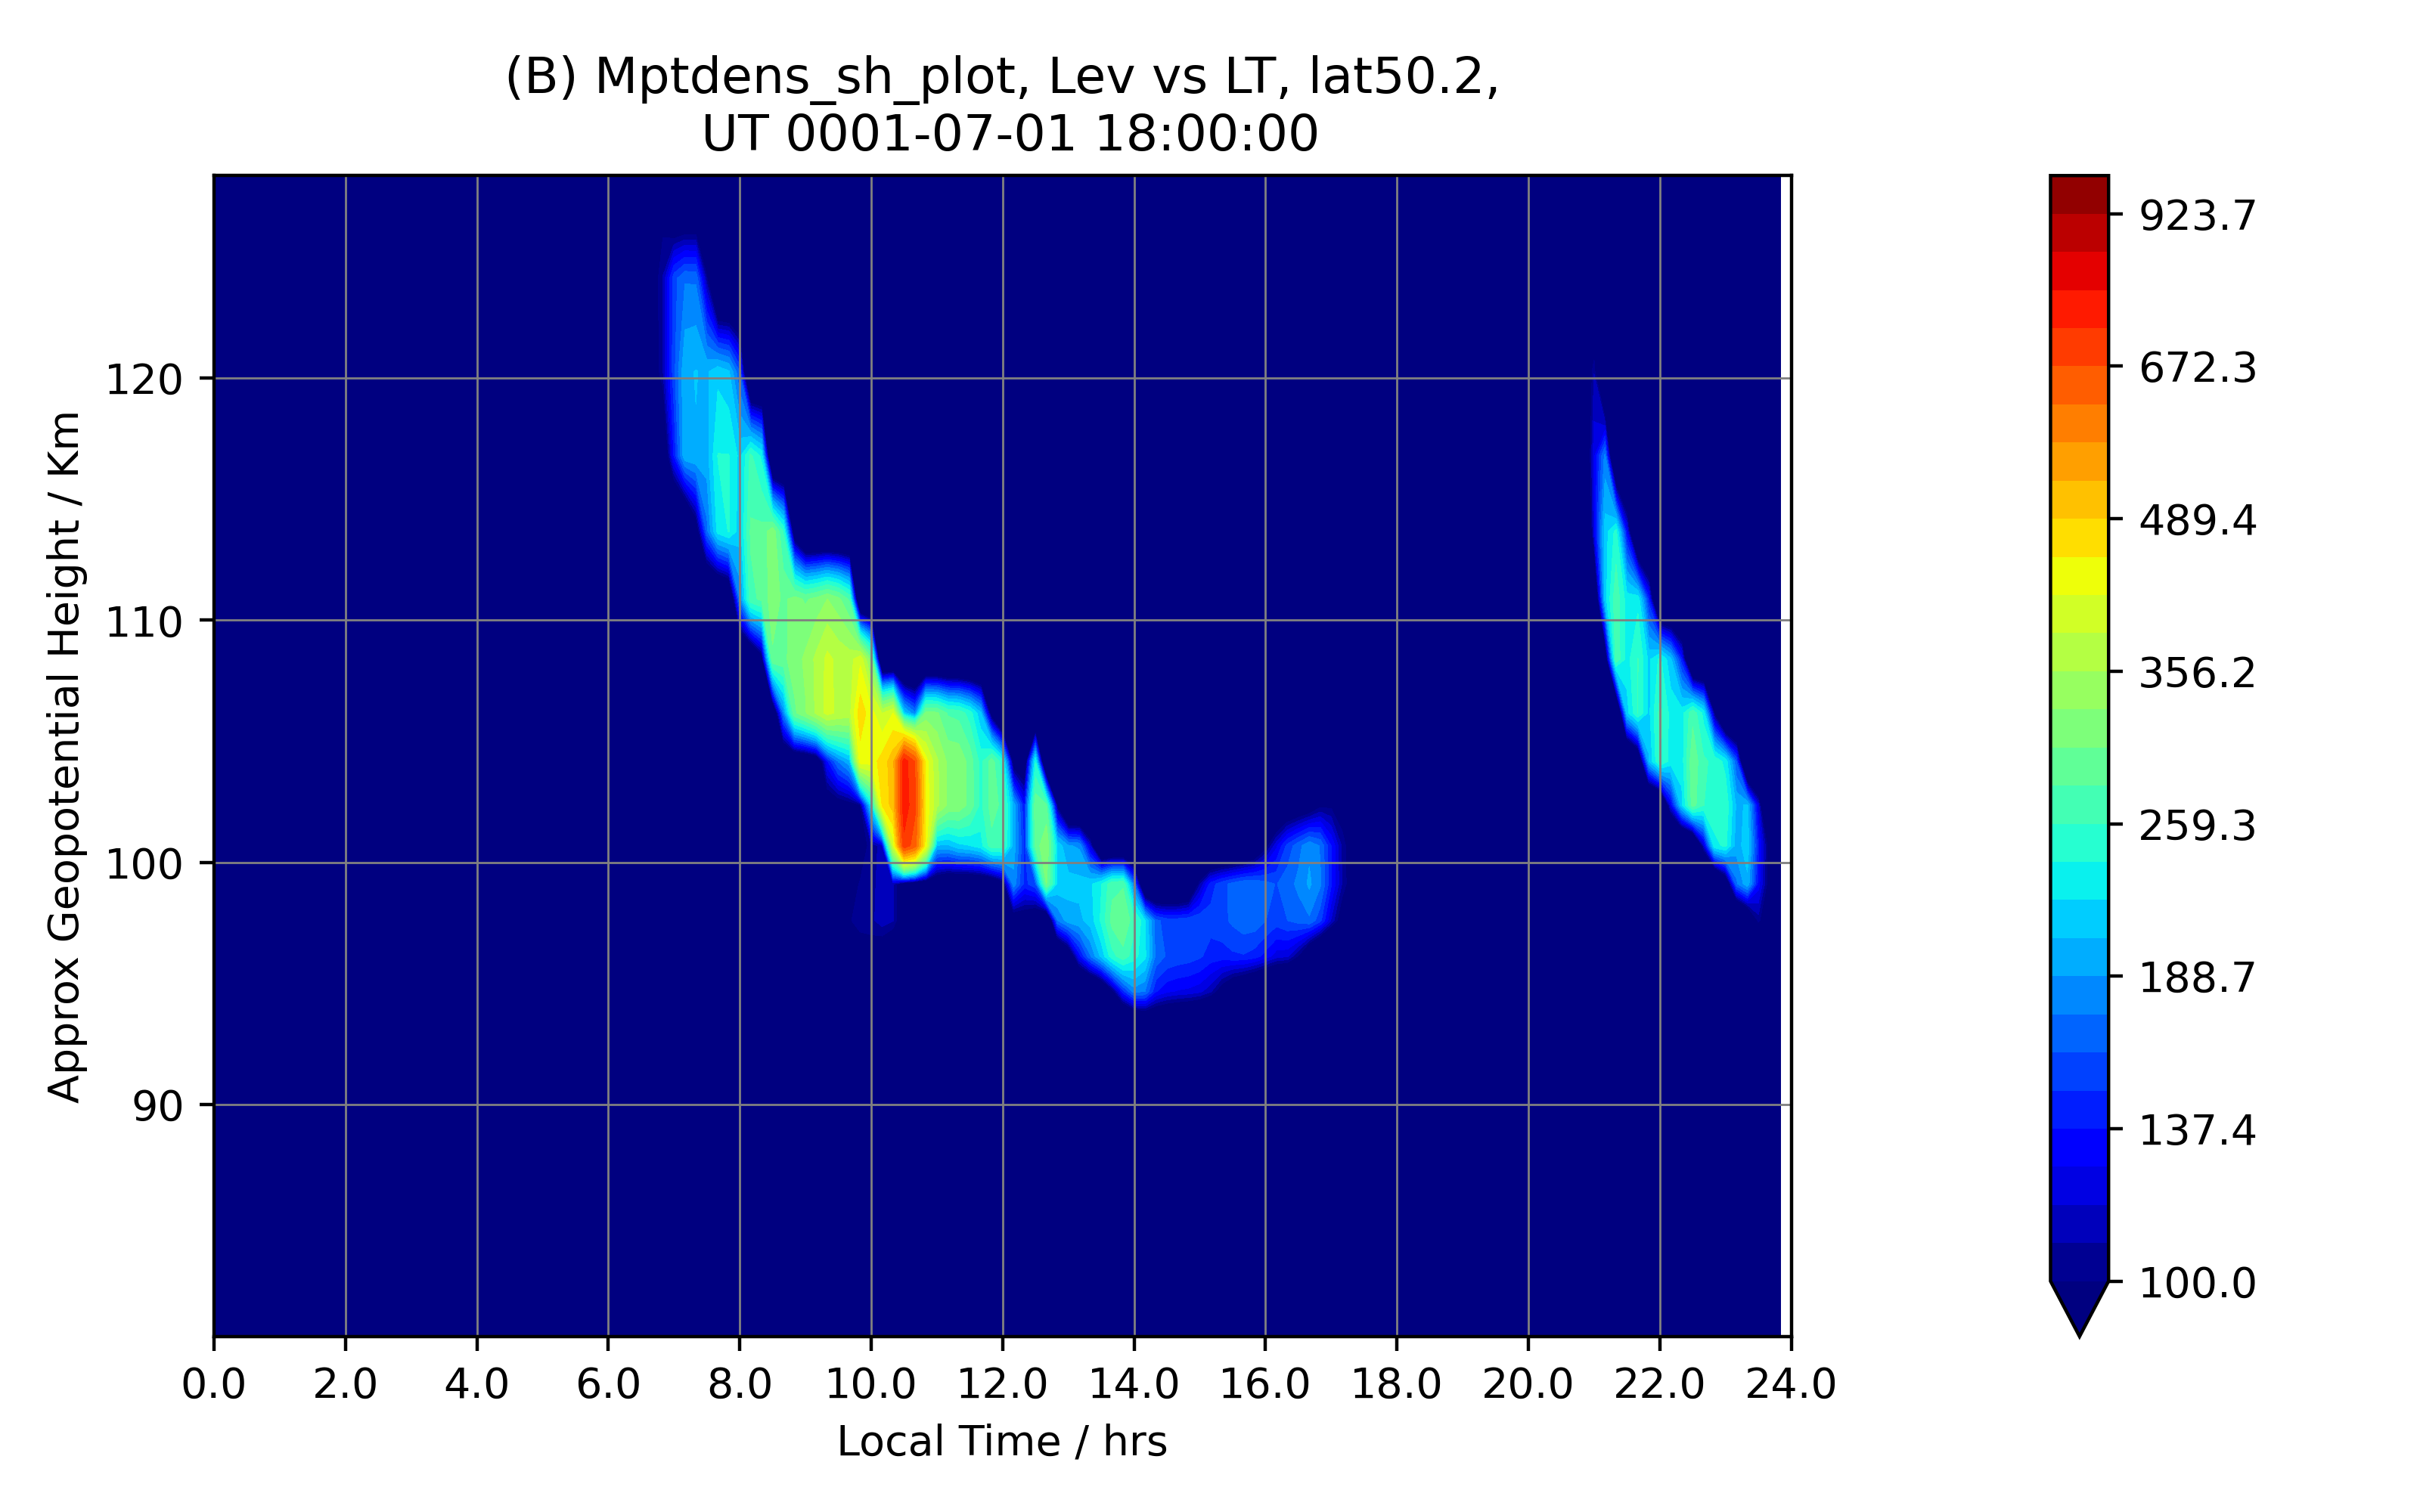 (B) Mptdens_sh_plot, Lev vs LT, lat50.2,
UT 0001-07-01 18:00:00
Approx Geopotential Height / Km
120
110
100
90
0.0 2.0 4.0 6.0 8.0 10.0 12.0 14.0 16.0 18.0 20.0 22.0 24.0
Local Time / hrs
923.7
672.3
489.4
356.2
259.3
188.7
137.4
100.0